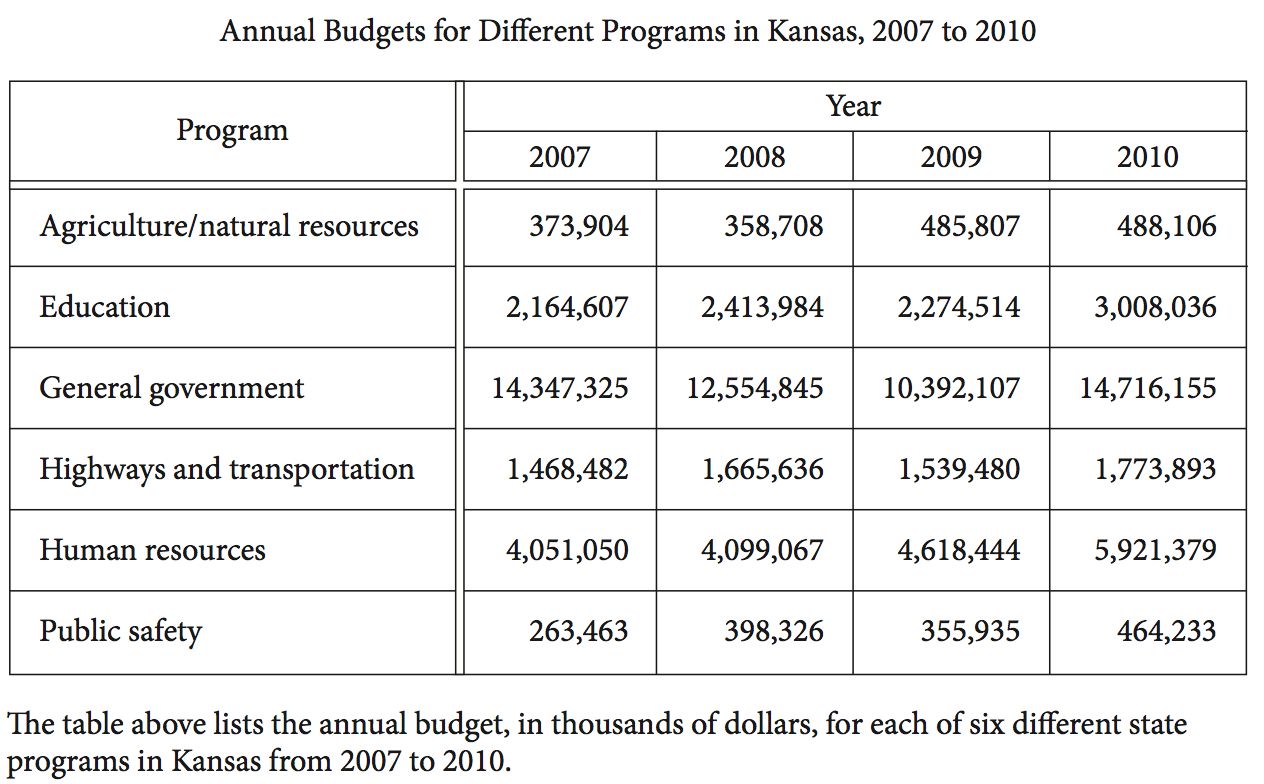 Annual Budgets for Different Programs in Kansas, 2007 to 2010
Program
Year
2007 2008 2009 2010
Agriculture/natural resources 373,904 358,708 485,807 488,106
Education 2,164,607 2,413,984 2,274,514 3,008,036
General government 14,347,325 12,554,845 10,392,107 14,716,155
Highways and transportation 1,468,482 1,665,636 1,539,480 1,773,893
Human resources 4,051,050 4,099,067 4,618,444 5,921,379
Public safety 263,463 398,326 355,935 464,233
The table above lists the annual budget, in thousands of dollars, for each of six different state
programs in Kansas from 2007 to 2010.